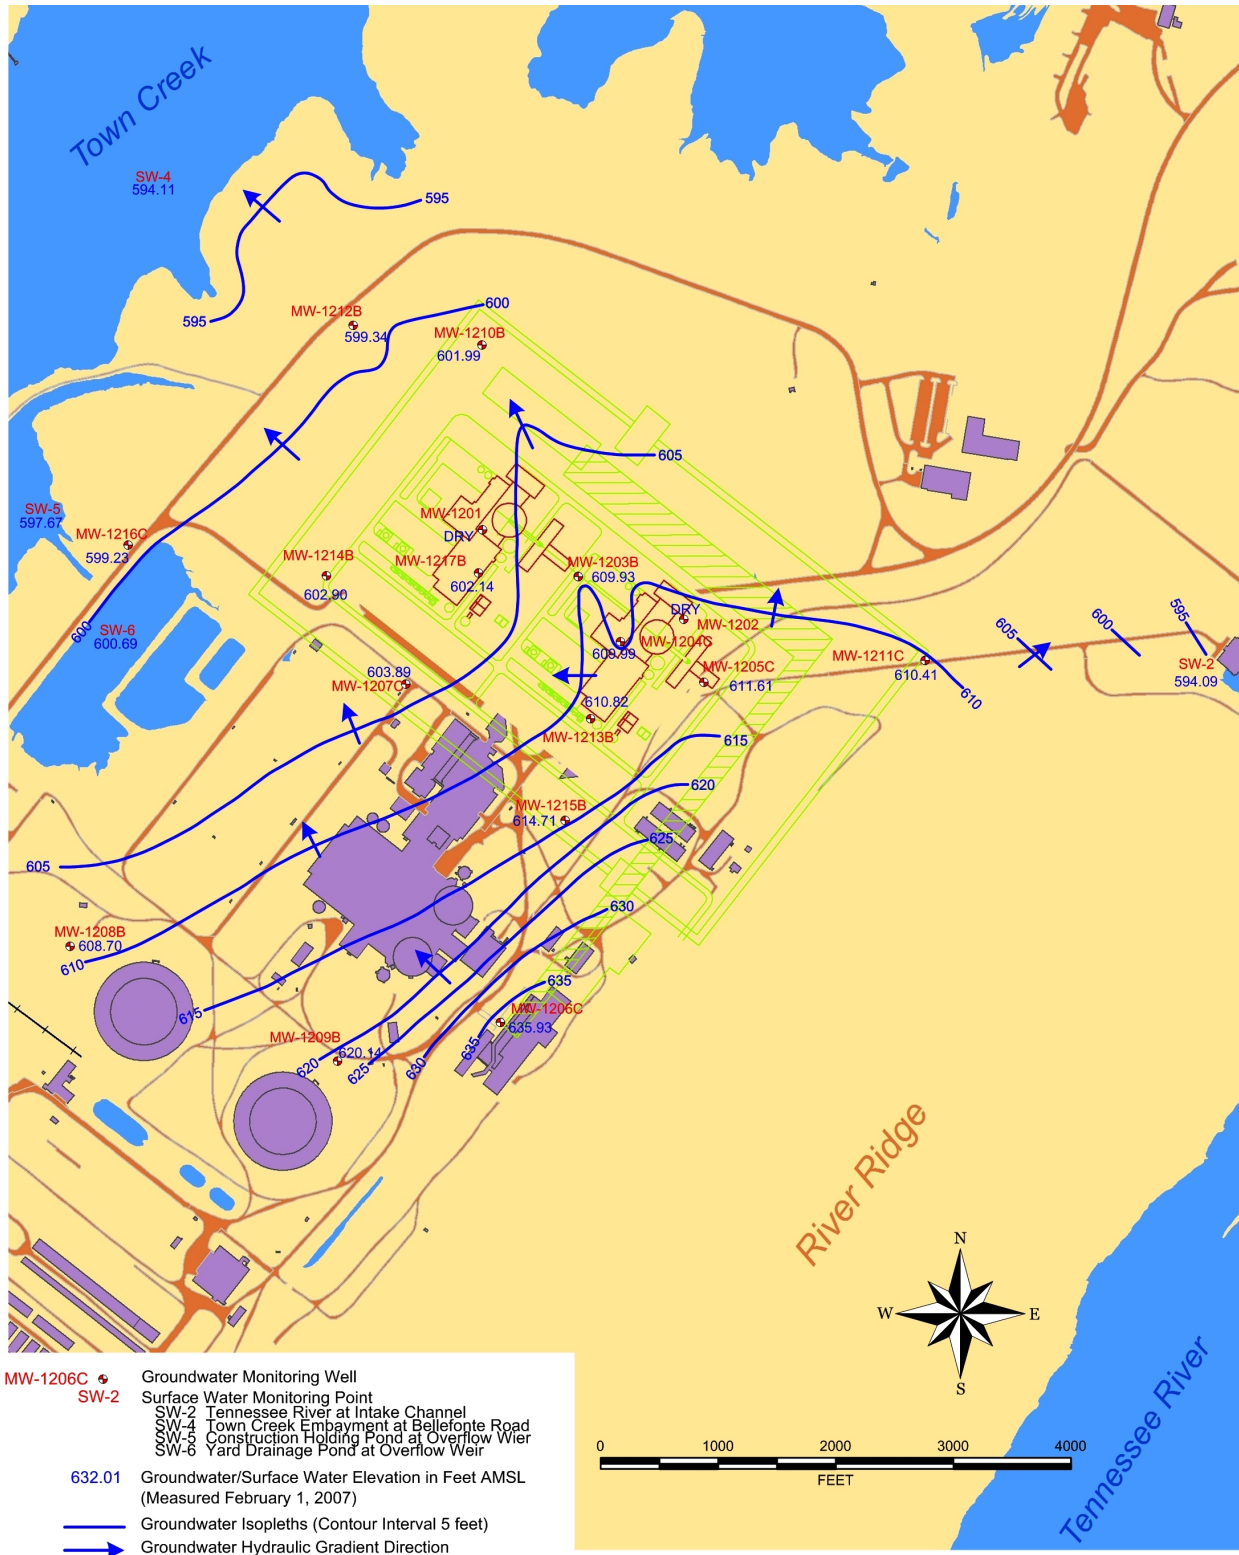 Town Creek
SW-4
594.11
595
595
MW-1212B
599.34
600
MW-1210B
601.99
605
SW-5
597.67
MW-1216C
599.23
MW-1201
DRY
MW-1214B
602.90
MW-1217B
602.14
MW-1203B
609.93
600
SW-6
600.69
DRY
MW-1202
MW-1204C
609.99
605
600
595
603.89
MW-1207C
MW-1205C
611.61
MW-1211C
610.41
SW-2
594.09
610.82
MW-1213B
610
615
620
MW-1215B
614.71
605
625
630
MW-1208B
608.70
610
635
615
MW-1206C
635.93
MW-1209B
620.14
620
625
630
635
River Ridge
N
W
E
S
Tennessee River
MW-1206C
Groundwater Monitoring Well
SW-2
Surface Water Monitoring Point
SW-2 Tennessee River at Intake Channel
SW-4 Town Creek Embayment at Bellefonte Road
SW-5 Construction Holding Pond at Overflow Wier
SW-6 Yard Drainage Pond at Overflow Weir
632.01
Groundwater/Surface Water Elevation in Feet AMSL
(Measured February 1, 2007)
Groundwater Isopleths (Contour Interval 5 feet)
Groundwater Hydraulic Gradient Direction
0 1000 2000 3000 4000
FEET